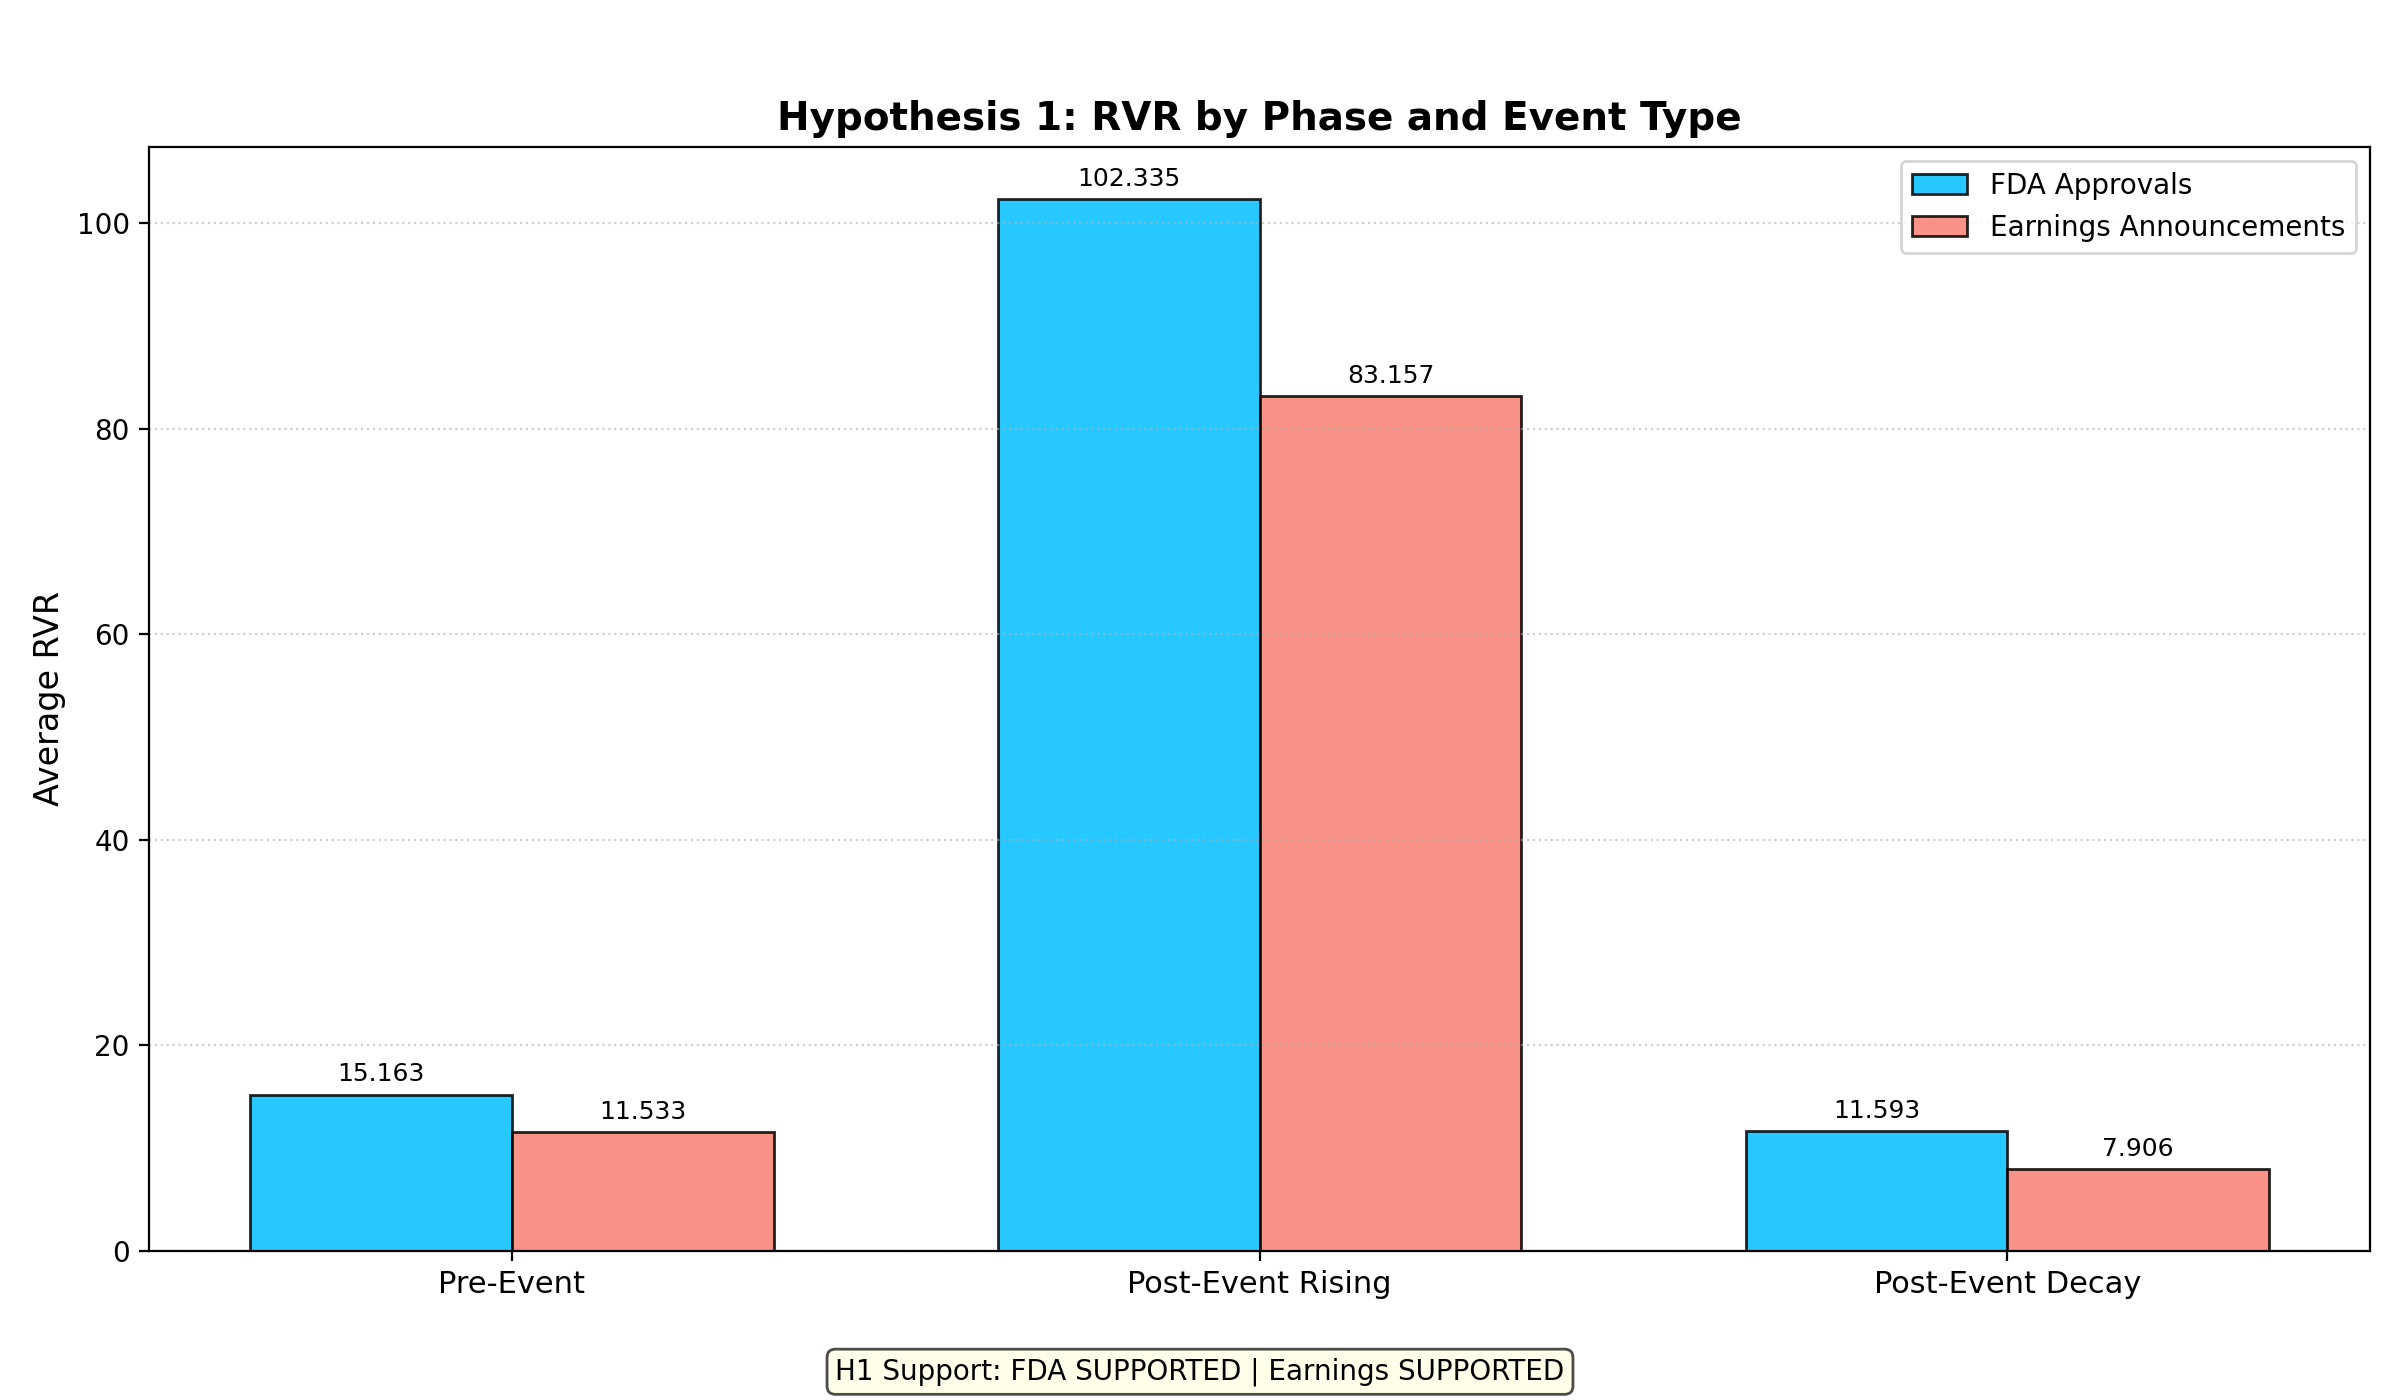 Hypothesis 1: RVR by Phase and Event Type
FDA Approvals
Earnings Announcements
Average RVR
100
80
60
40
20
0
102.335
83.157
15.163
11.533
11.593
7.906
Pre-Event
Post-Event Rising
Post-Event Decay
H1 Support: FDA SUPPORTED | Earnings SUPPORTED